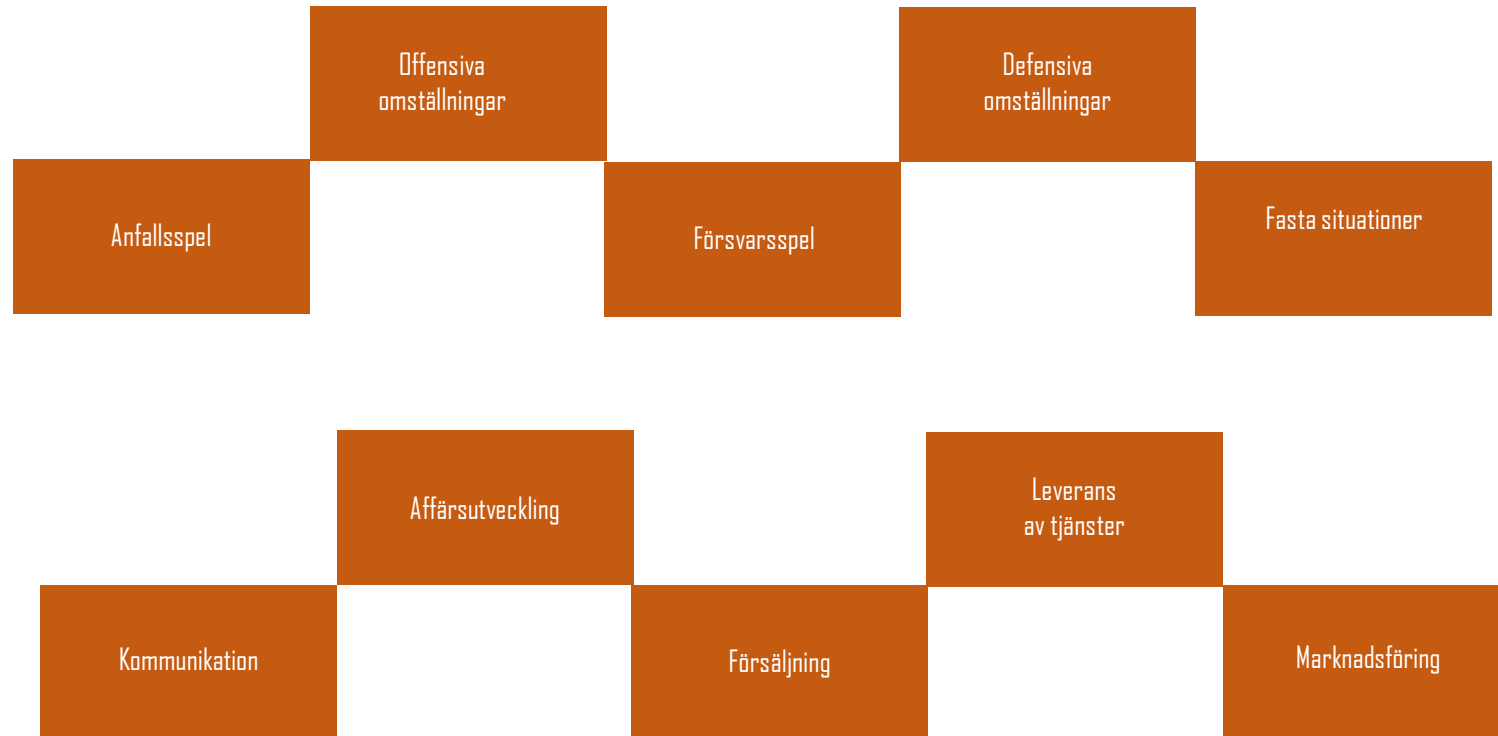 Offensiva
omställningar
Defensiva
omställningar
Anfallsspel
Försvarsspel
Fasta situationer
Affärsutveckling
Leverans
av tjänster
Kommunikation
Försäljning
Marknadsföring